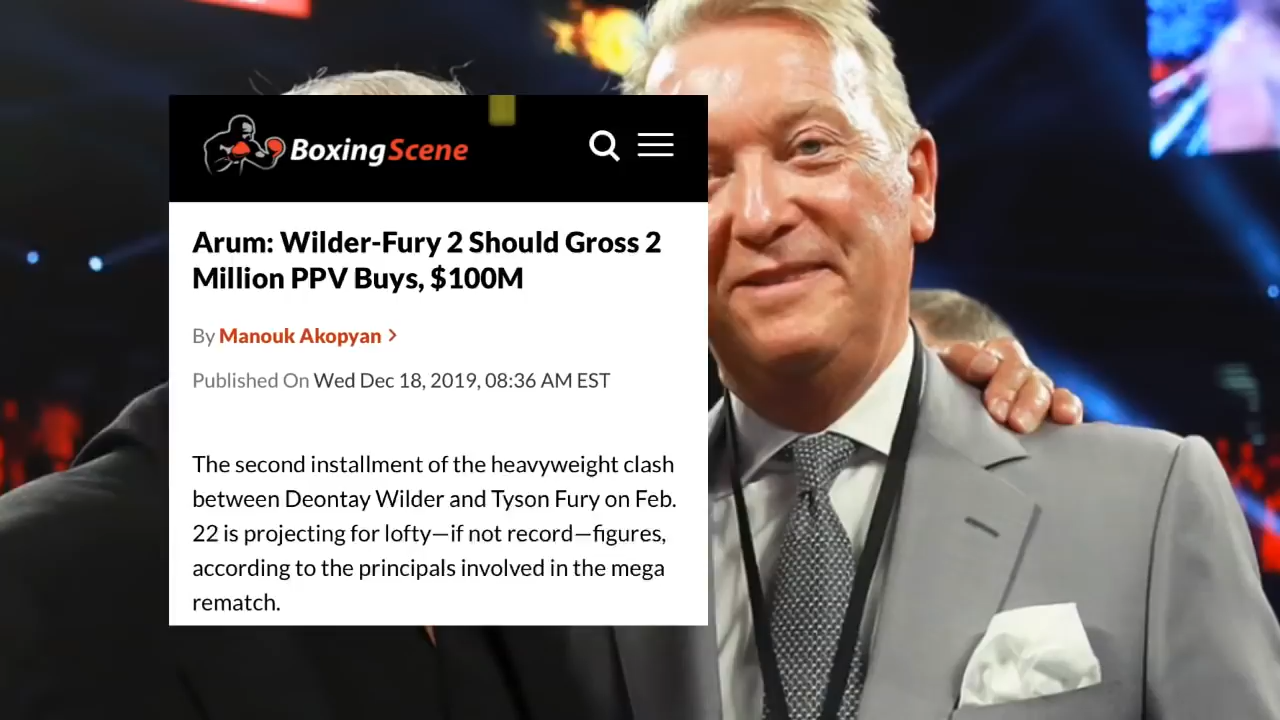 BoxingScene
Arum: Wilder-Fury 2 Should Gross 2
Million PPV Buys, $100M
By Manouk Akopyan >
Published On Wed Dec 18, 2019, 08:36 AM EST
The second installment of the heavyweight clash
between Deontay Wilder and Tyson Fury on Feb.
22 is projecting for lofty—if not record—figures,
according to the principals involved in the mega
rematch.